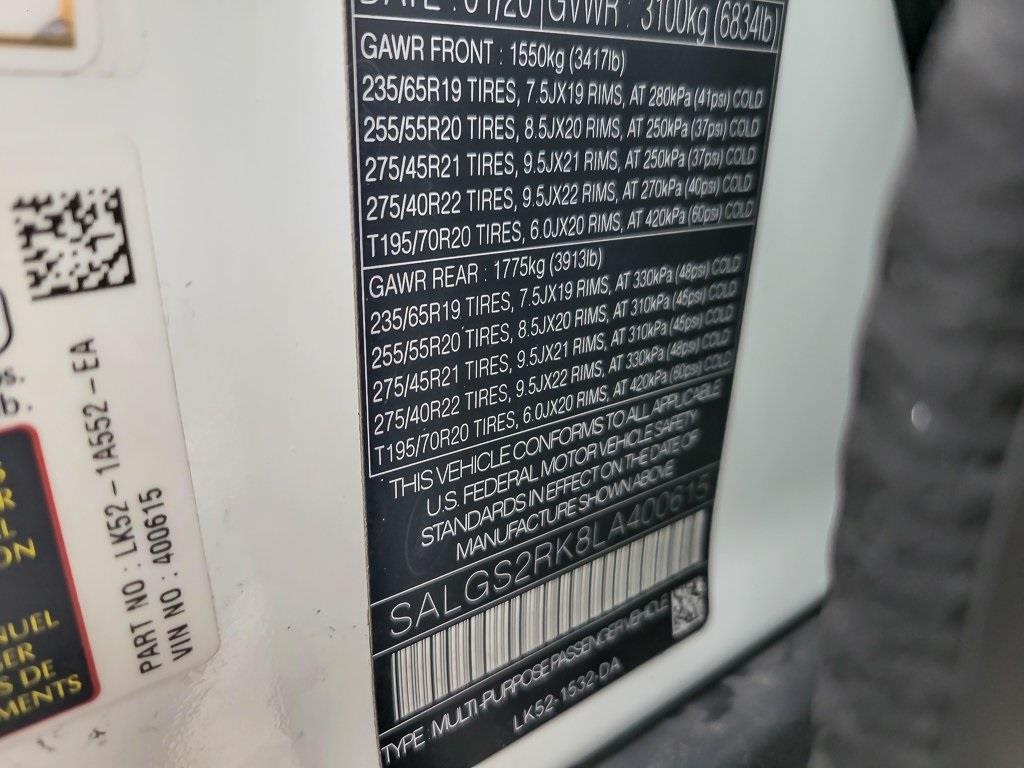 DATE : 01/20 GVWR : 3100kg (6834lb)
GAWR FRONT : 1550kg (3417lb)
235/65R19 TIRES, 7.5JX19 RIMS, AT 280kPa (41psi) COLD
255/55R20 TIRES, 8.5JX20 RIMS, AT 250kPa (37psi) COLD
275/45R21 TIRES, 9.5JX21 RIMS, AT 250kPa (37psi) COLD
275/40R22 TIRES, 9.5JX22 RIMS, AT 270kPa (40psi) COLD
T195/70R20 TIRES, 6.0JX20 RIMS, AT 420kPa (60psi) COLD
GAWR REAR : 1775kg (3913lb)
235/65R19 TIRES, 7.5JX19 RIMS, AT 330kPa (48psi) COLD
255/55R20 TIRES, 8.5JX20 RIMS, AT 310kPa (45psi) COLD
275/45R21 TIRES, 9.5JX21 RIMS, AT 310kPa (45psi) COLD
275/40R22 TIRES, 9.5JX22 RIMS, AT 330kPa (48psi) COLD
T195/70R20 TIRES, 6.0JX20 RIMS, AT 420kPa (60psi) COLD
THIS VEHICLE CONFORMS TO ALL APPLICABLE
U.S. FEDERAL MOTOR VEHICLE SAFETY
STANDARDS IN EFFECT ON THE DATE OF
MANUFACTURE SHOWN ABOVE
SALGS2RK8LA400615
TYPE : MULTI-PURPOSE PASSENGER VEHICLE
LK52-1532-DA
PART NO : LK52-1A552-EA
VIN NO : 400615
S DE